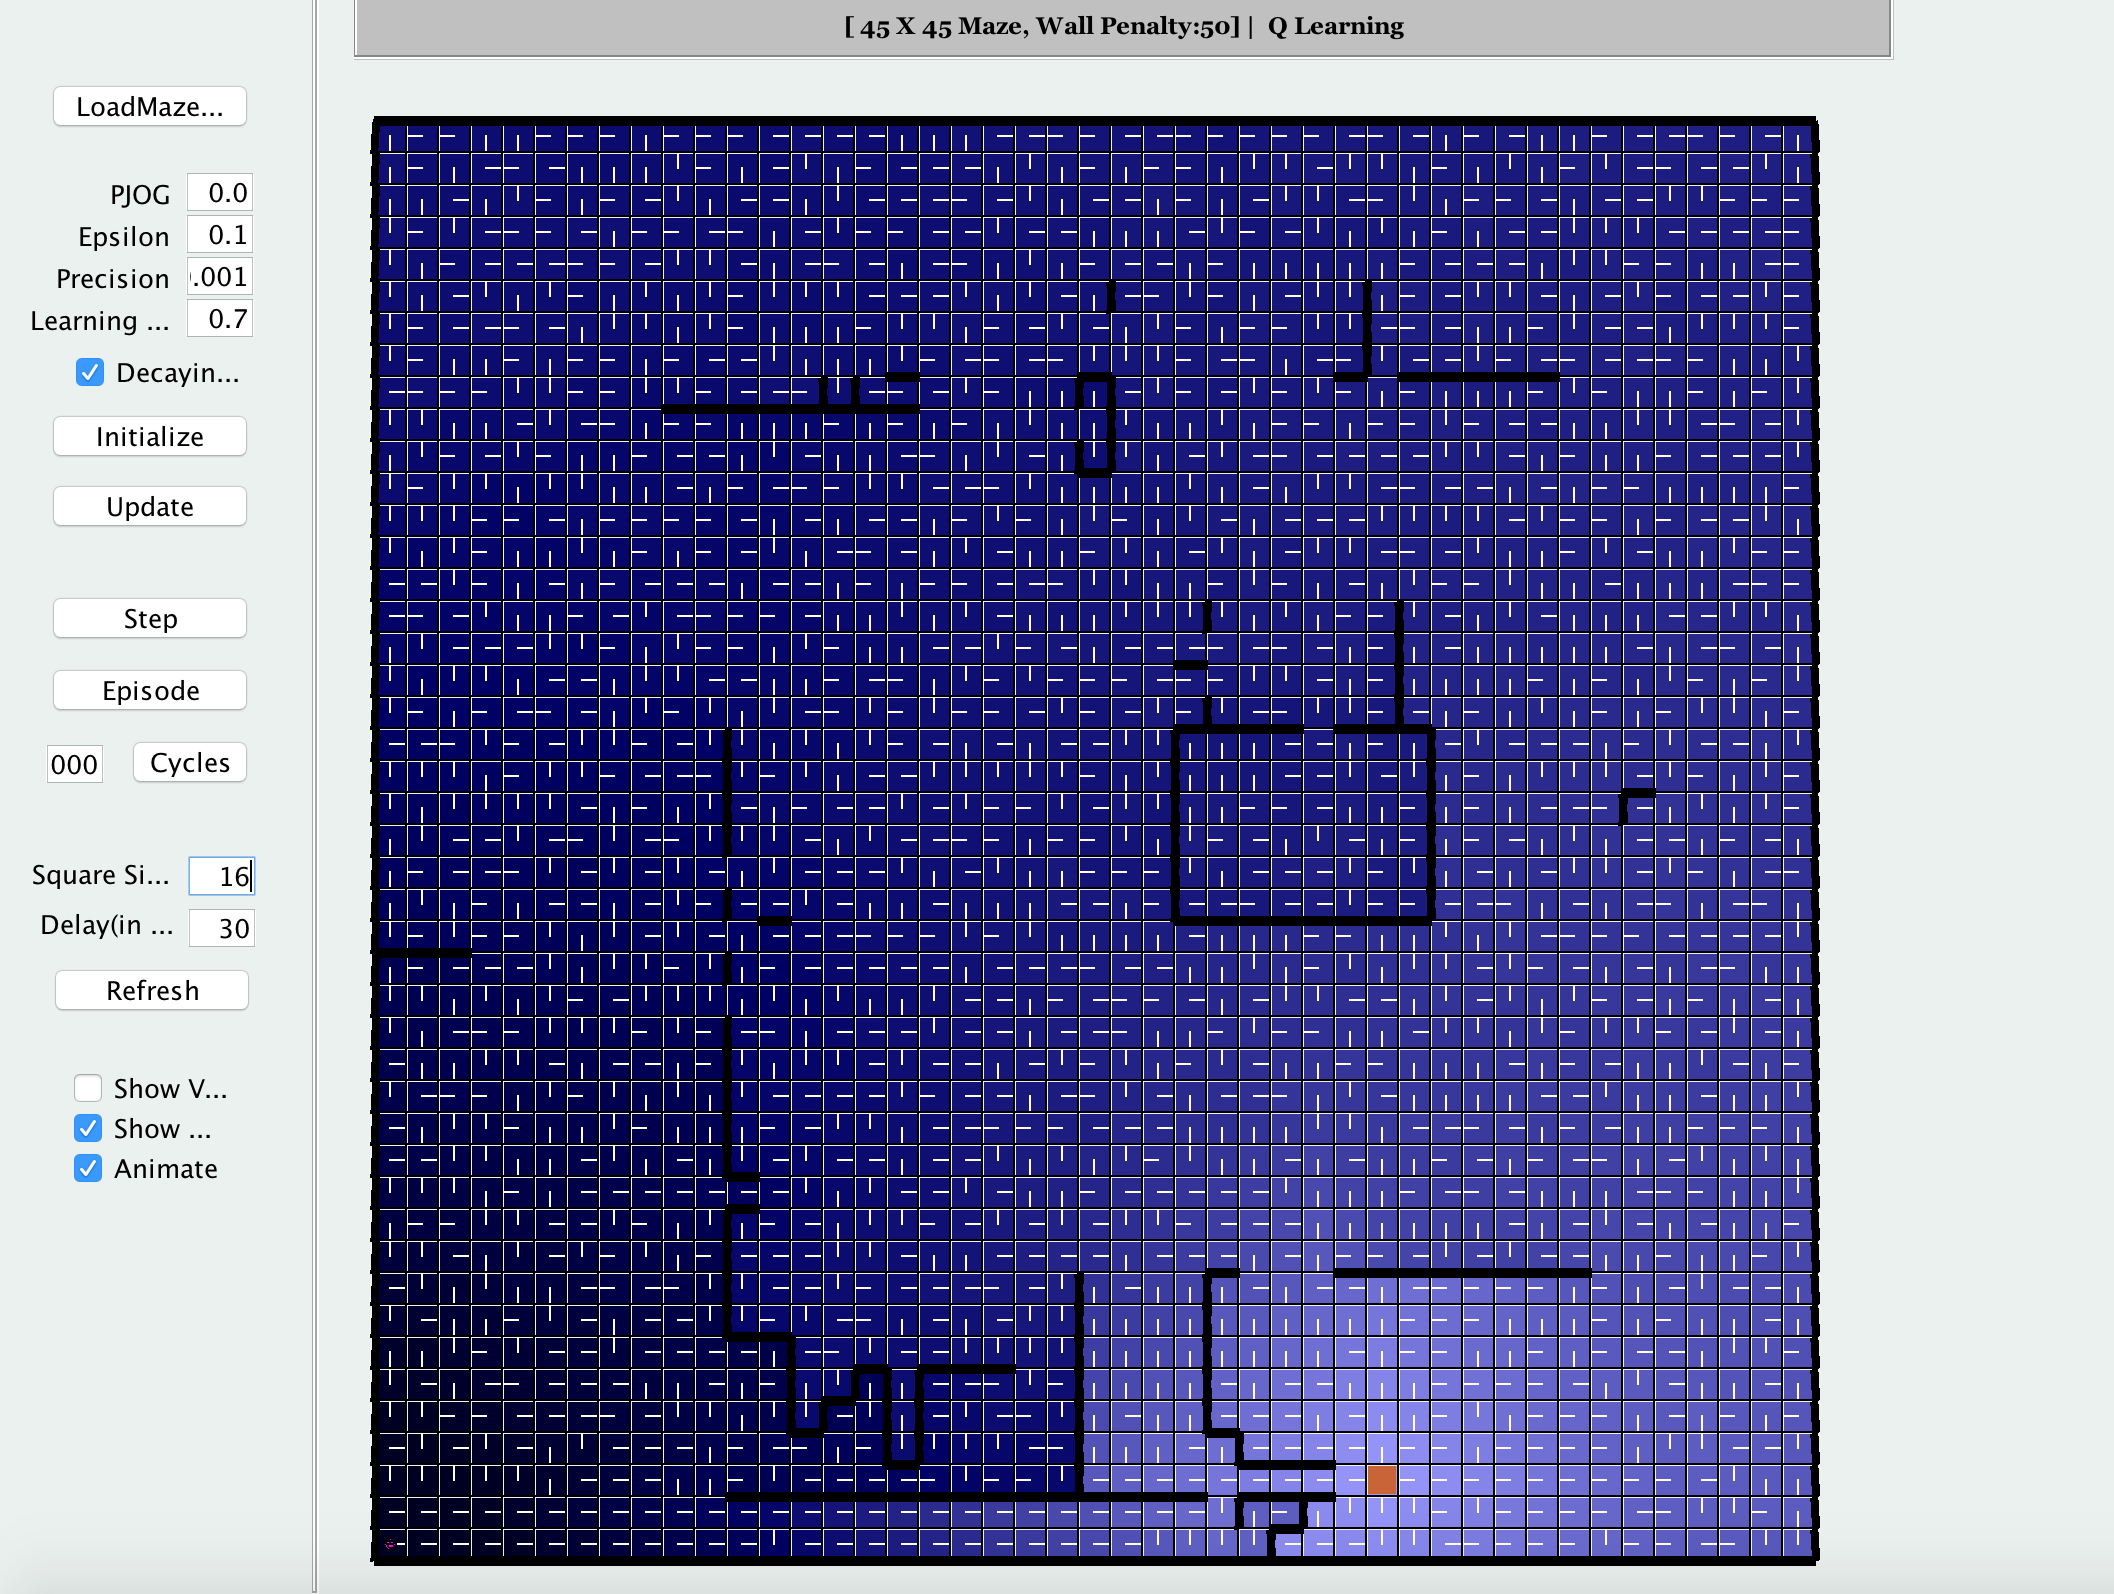 [ 45 X 45 Maze, Wall Penalty:50] | Q Learning
LoadMaze...
PJOG 0.0
Epsilon 0.1
Precision .001
Learning ... 0.7
Decayin...
Initialize
Update
Step
Episode
000 Cycles
Square Si... 16
Delay(in ... 30
Refresh
Show V...
Show ...
Animate